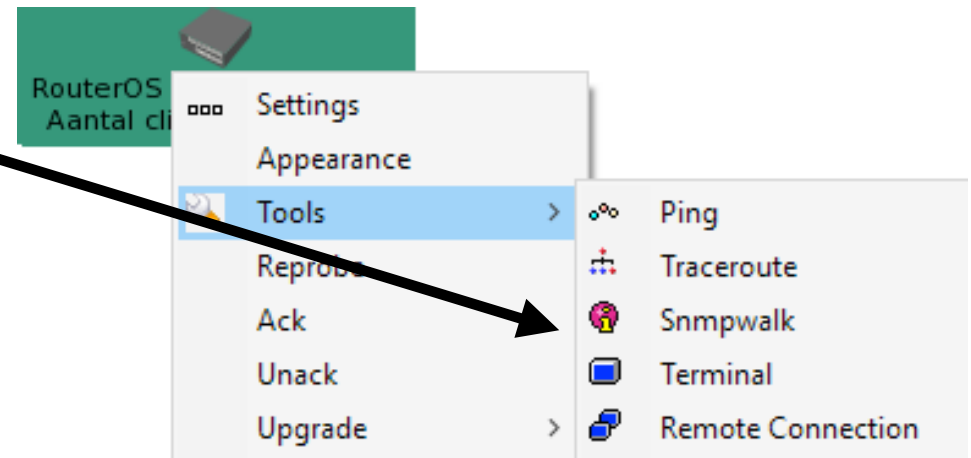 RouterOS
Aantal cli
Settings
Appearance
Tools
Reprobe
Ack
Unack
Upgrade
Ping
Traceroute
Snmpwalk
Terminal
Remote Connection